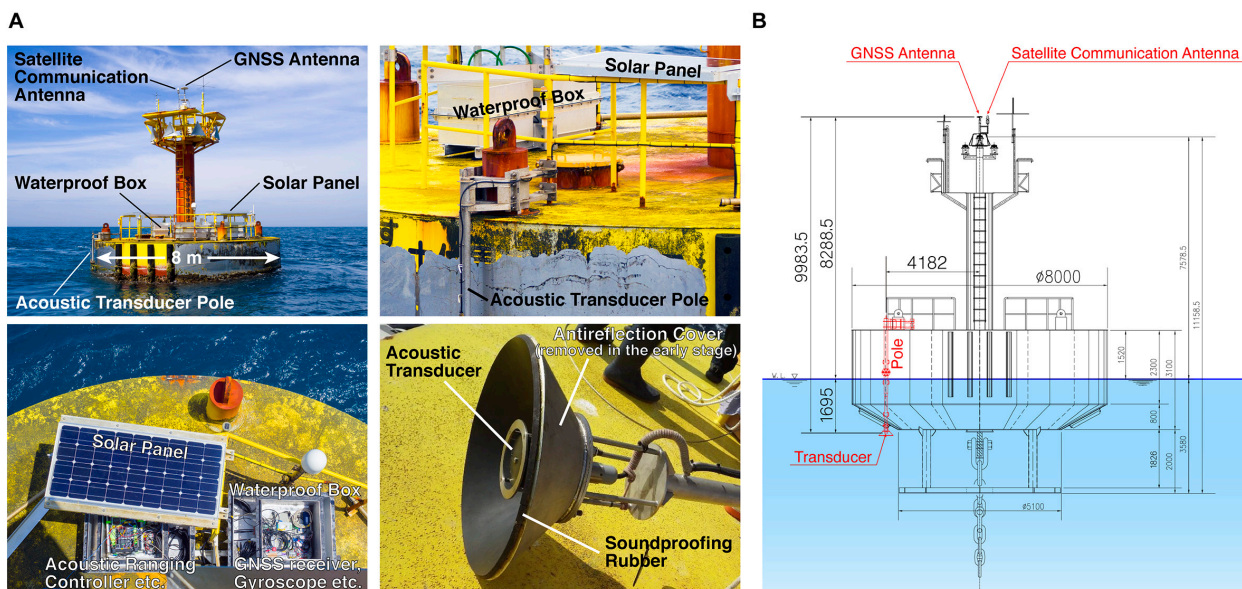 A
Satellite
Communication
Antenna
GNSS Antenna
Waterproof Box
Solar Panel
8 m
Acoustic Transducer Pole
Solar Panel
Waterproof Box
Acoustic Transducer Pole
Solar Panel
Waterproof Box
Acoustic Ranging
Controller etc.
GNSS receiver,
Gyroscope etc.
Antireflection Cover
(removed in the early stage)
Acoustic
Transducer
Soundproofing
Rubber
B
GNSS Antenna
Satellite Communication Antenna
9983.5
8288.5
4182
ø8000
7578.5
11158.5
Pole
1520
2300
3100
1695
800
3580
Transducer
1826
2000
ø5100